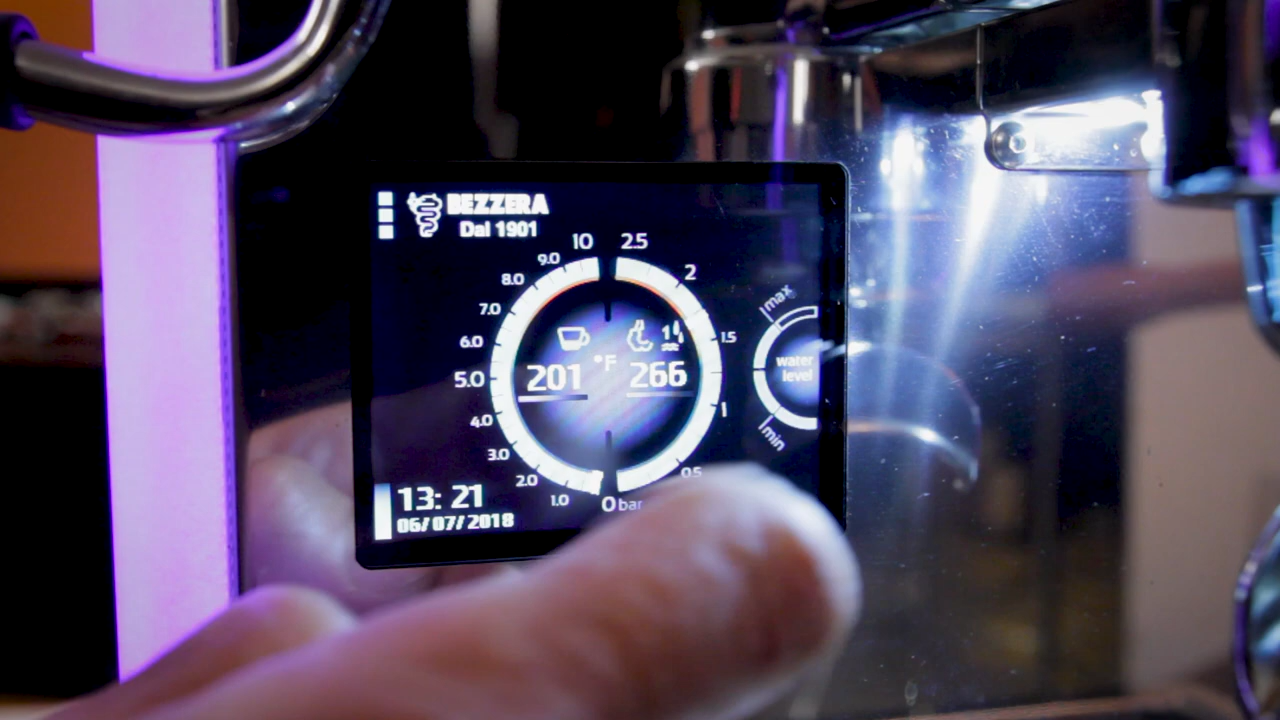 BEZZERA
Dal 1901
10 2.5
9.0
8.0 2
7.0
6.0 1.5
201 °F 266
5.0
4.0 1
3.0
2.0 0.5
1.0 0 bar
max
water
level
min
13: 21
06/07/2018